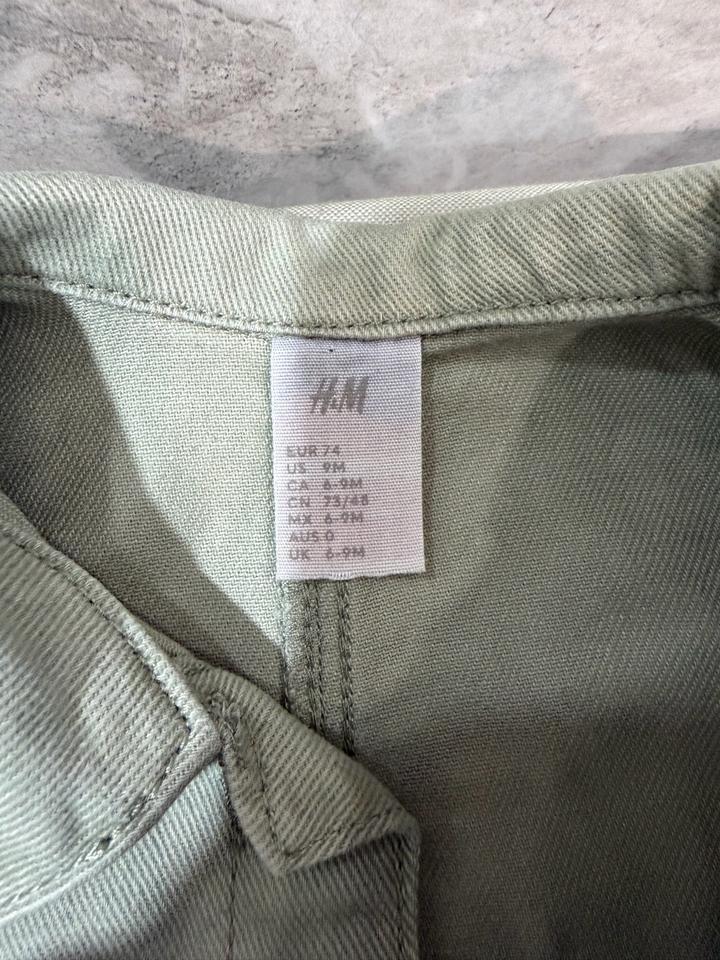 H&M
EUR 74
US 9M
CA 6-9M
CN 73/48
MX 6-9M
AUS 0
UK 6-9M